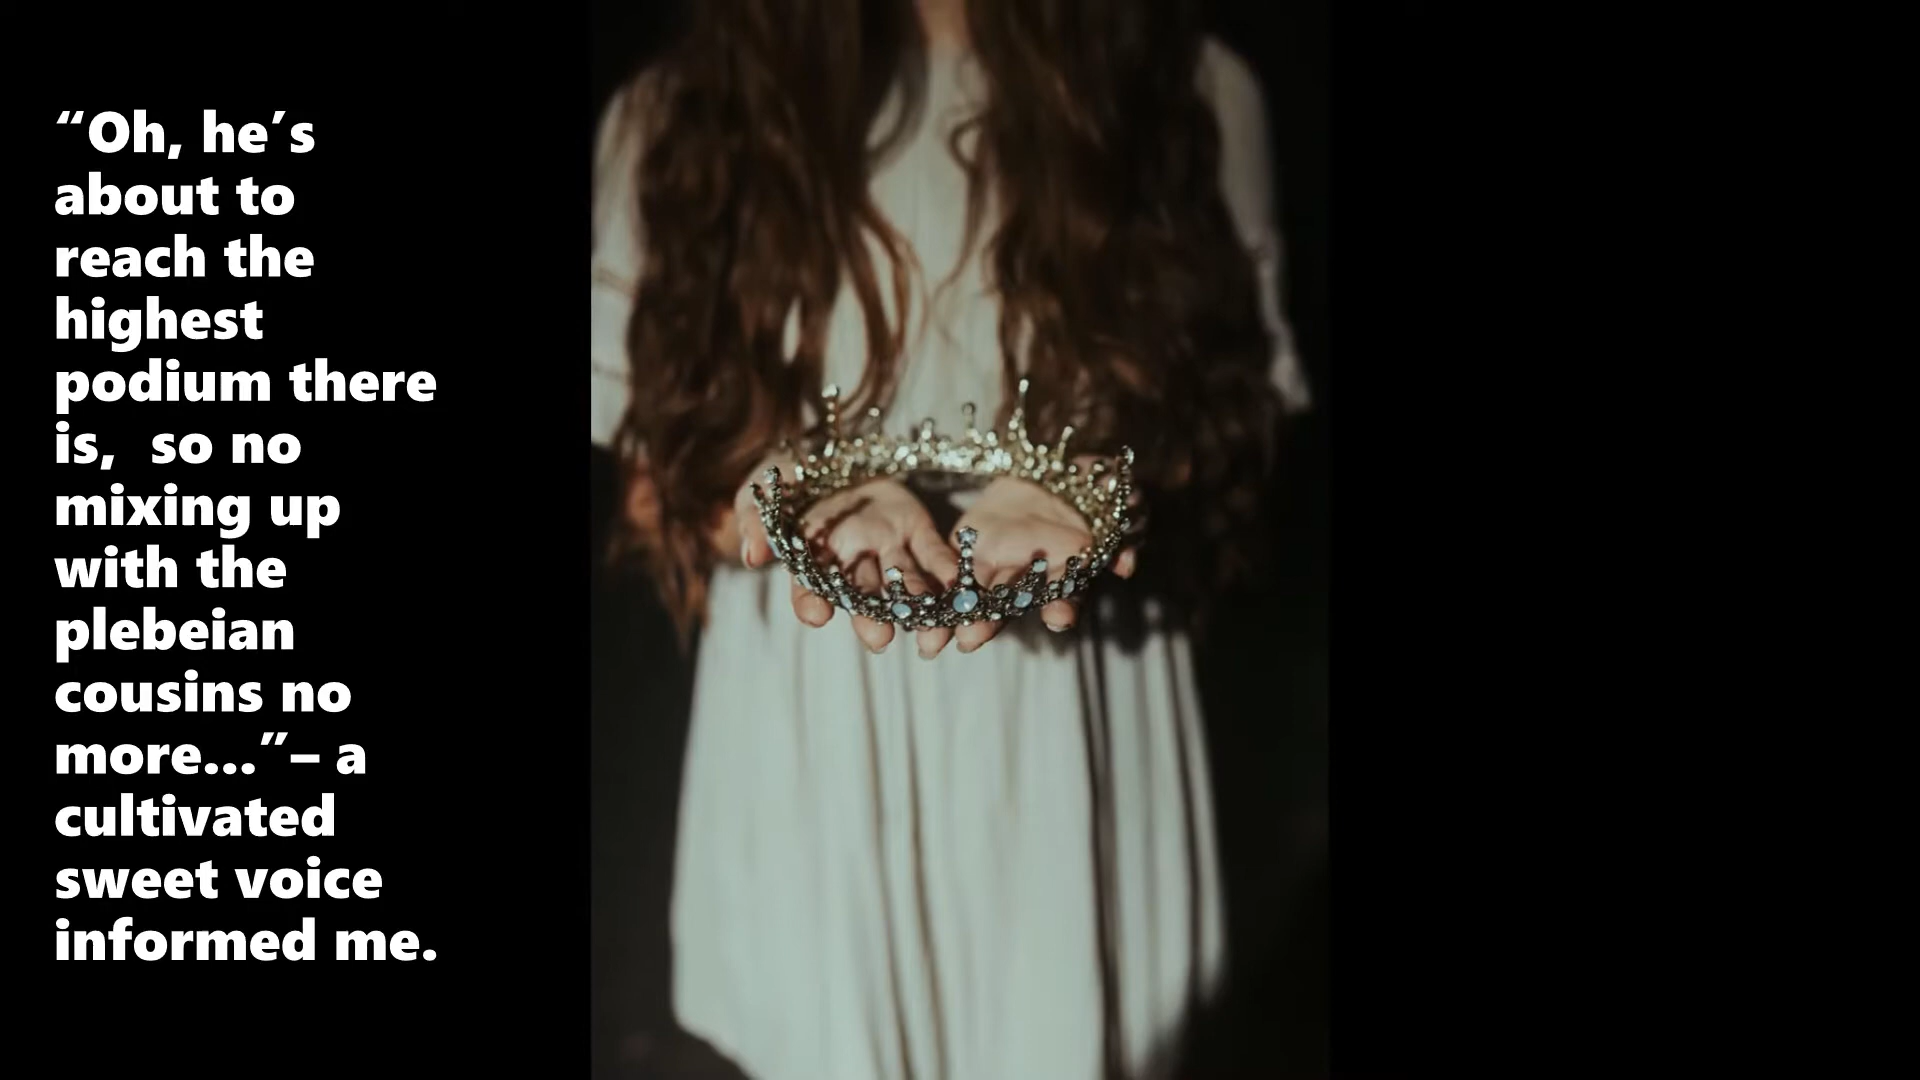 “Oh, he’s
about to
reach the
highest
podium there
is,  so no
mixing up
with the
plebeian
cousins no
more...”– a
cultivated
sweet voice
informed me.